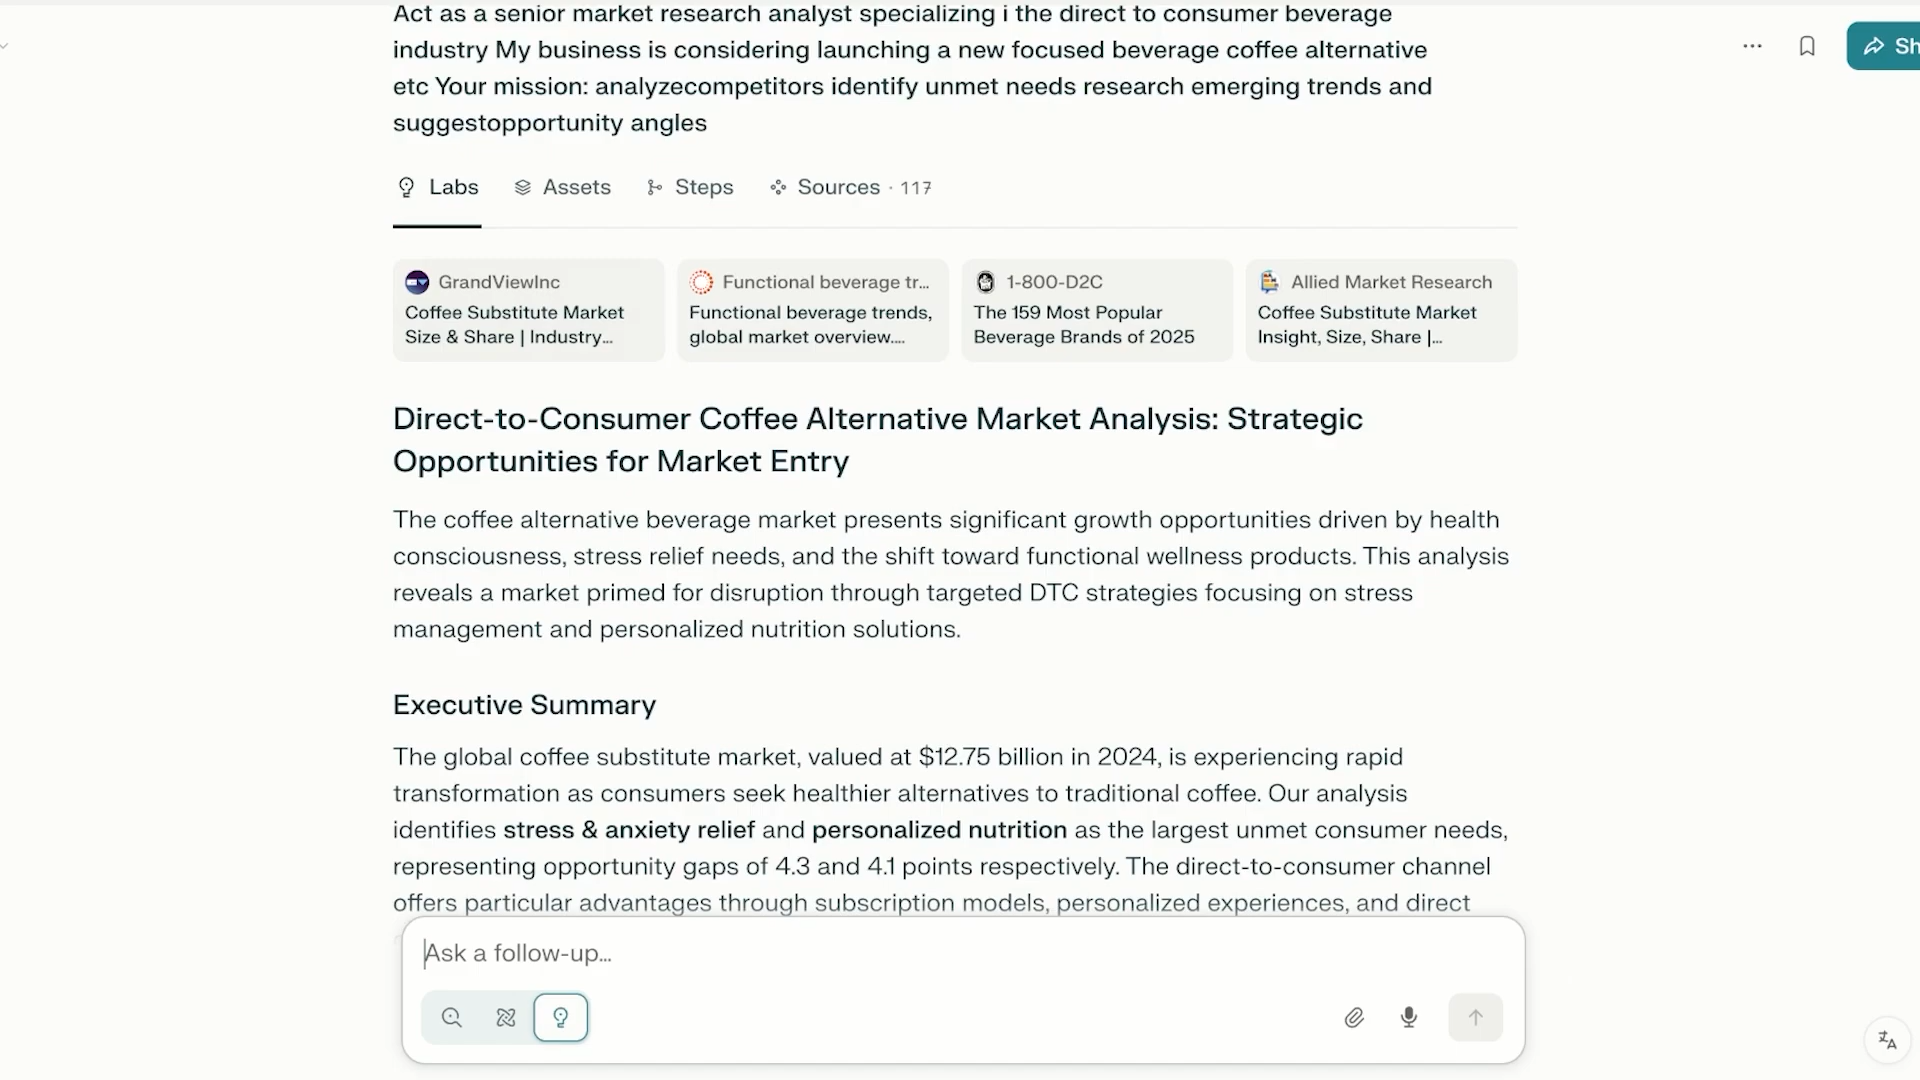 Act as a senior market research analyst specializing i the direct to consumer beverage
industry My business is considering launching a new focused beverage coffee alternative
etc Your mission: analyzecompetitors identify unmet needs research emerging trends and
suggestopportunity angles
Sh
Labs Assets Steps Sources · 117
GrandViewInc
Coffee Substitute Market
Size & Share | Industry...
Functional beverage tr...
Functional beverage trends,
global market overview....
1-800-D2C
The 159 Most Popular
Beverage Brands of 2025
Allied Market Research
Coffee Substitute Market
Insight, Size, Share |...
Direct-to-Consumer Coffee Alternative Market Analysis: Strategic
Opportunities for Market Entry
The coffee alternative beverage market presents significant growth opportunities driven by health
consciousness, stress relief needs, and the shift toward functional wellness products. This analysis
reveals a market primed for disruption through targeted DTC strategies focusing on stress
management and personalized nutrition solutions.
Executive Summary
The global coffee substitute market, valued at $12.75 billion in 2024, is experiencing rapid
transformation as consumers seek healthier alternatives to traditional coffee. Our analysis
identifies stress & anxiety relief and personalized nutrition as the largest unmet consumer needs,
representing opportunity gaps of 4.3 and 4.1 points respectively. The direct-to-consumer channel
offers particular advantages through subscription models, personalized experiences, and direct
Ask a follow-up...